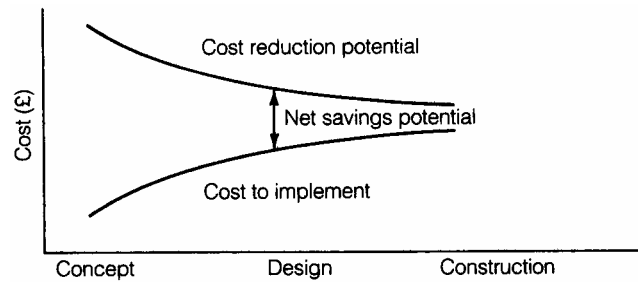 Cost reduction potential
Cost (£)
Net savings potential
Cost to implement
Concept Design Construction